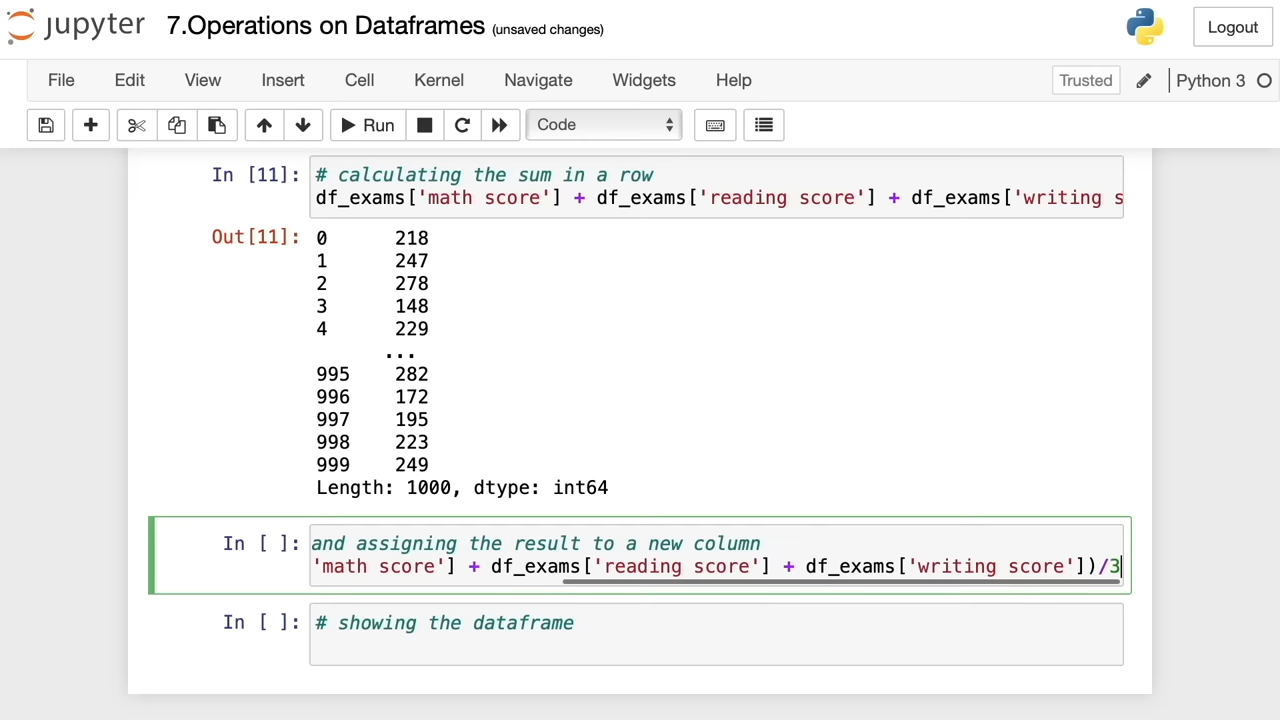 jupyter 7.Operations on Dataframes (unsaved changes) Logout
File Edit View Insert Cell Kernel Navigate Widgets Help Trusted Python 3
Run Code
In [11]: # calculating the sum in a row
df_exams['math score'] + df_exams['reading score'] + df_exams['writing s
Out[11]: 0 218
1 247
2 278
3 148
4 229
...
995 282
996 172
997 195
998 223
999 249
Length: 1000, dtype: int64
In [ ]: and assigning the result to a new column
'math score'] + df_exams['reading score'] + df_exams['writing score'])/3
In [ ]: # showing the dataframe